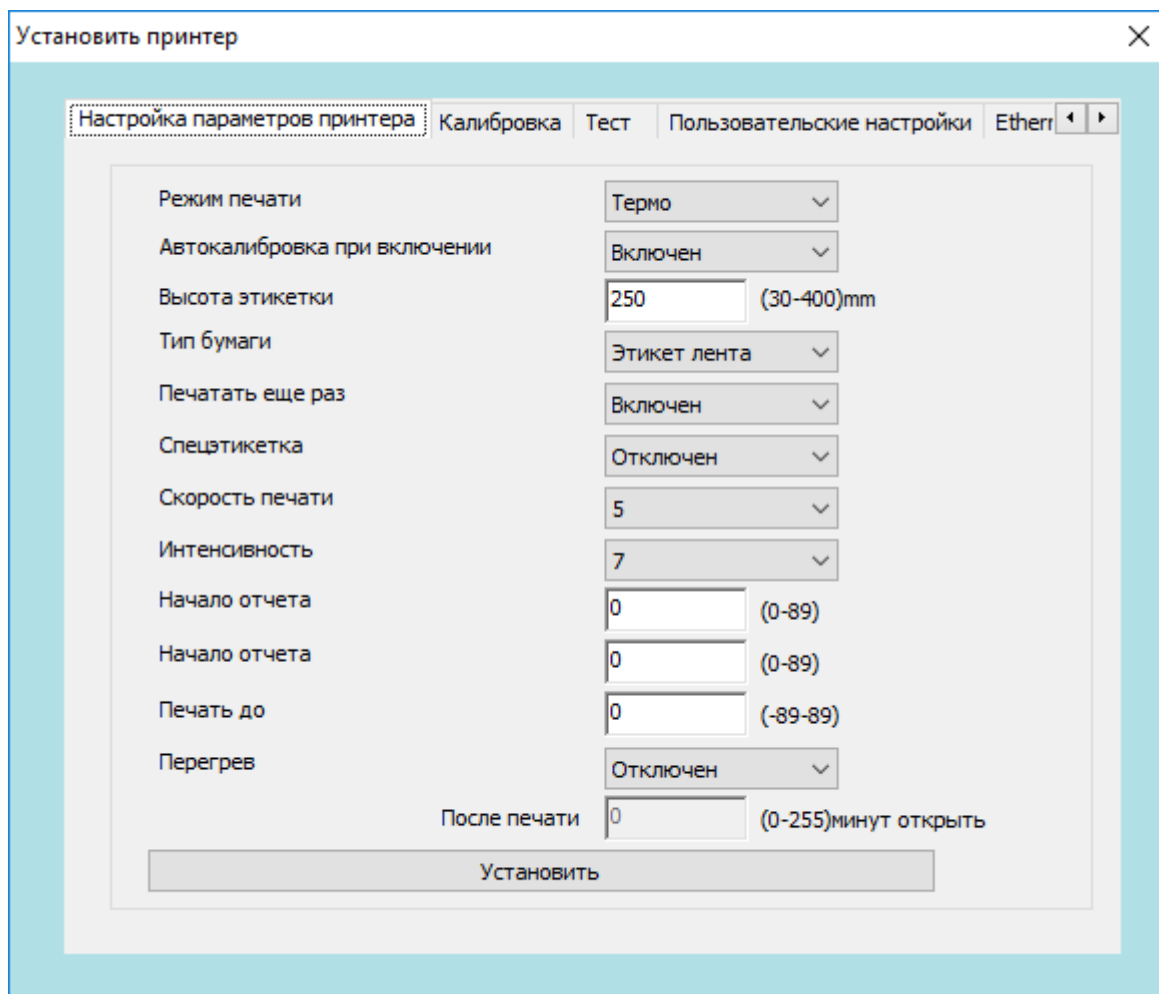 Установить принтер
Настройка параметров принтера Калибровка Тест Пользовательские настройки Ethern
Режим печати Термо
Автокалибровка при включении Включен
Высота этикетки 250 (30-400)mm
Тип бумаги Этикет лента
Печатать еще раз Включен
Спецэтикетка Отключен
Скорость печати 5
Интенсивность 7
Начало отчета 0 (0-89)
Начало отчета 0 (0-89)
Печать до 0 (-89-89)
Перегрев Отключен
После печати 0 (0-255)минут открыть
Установить